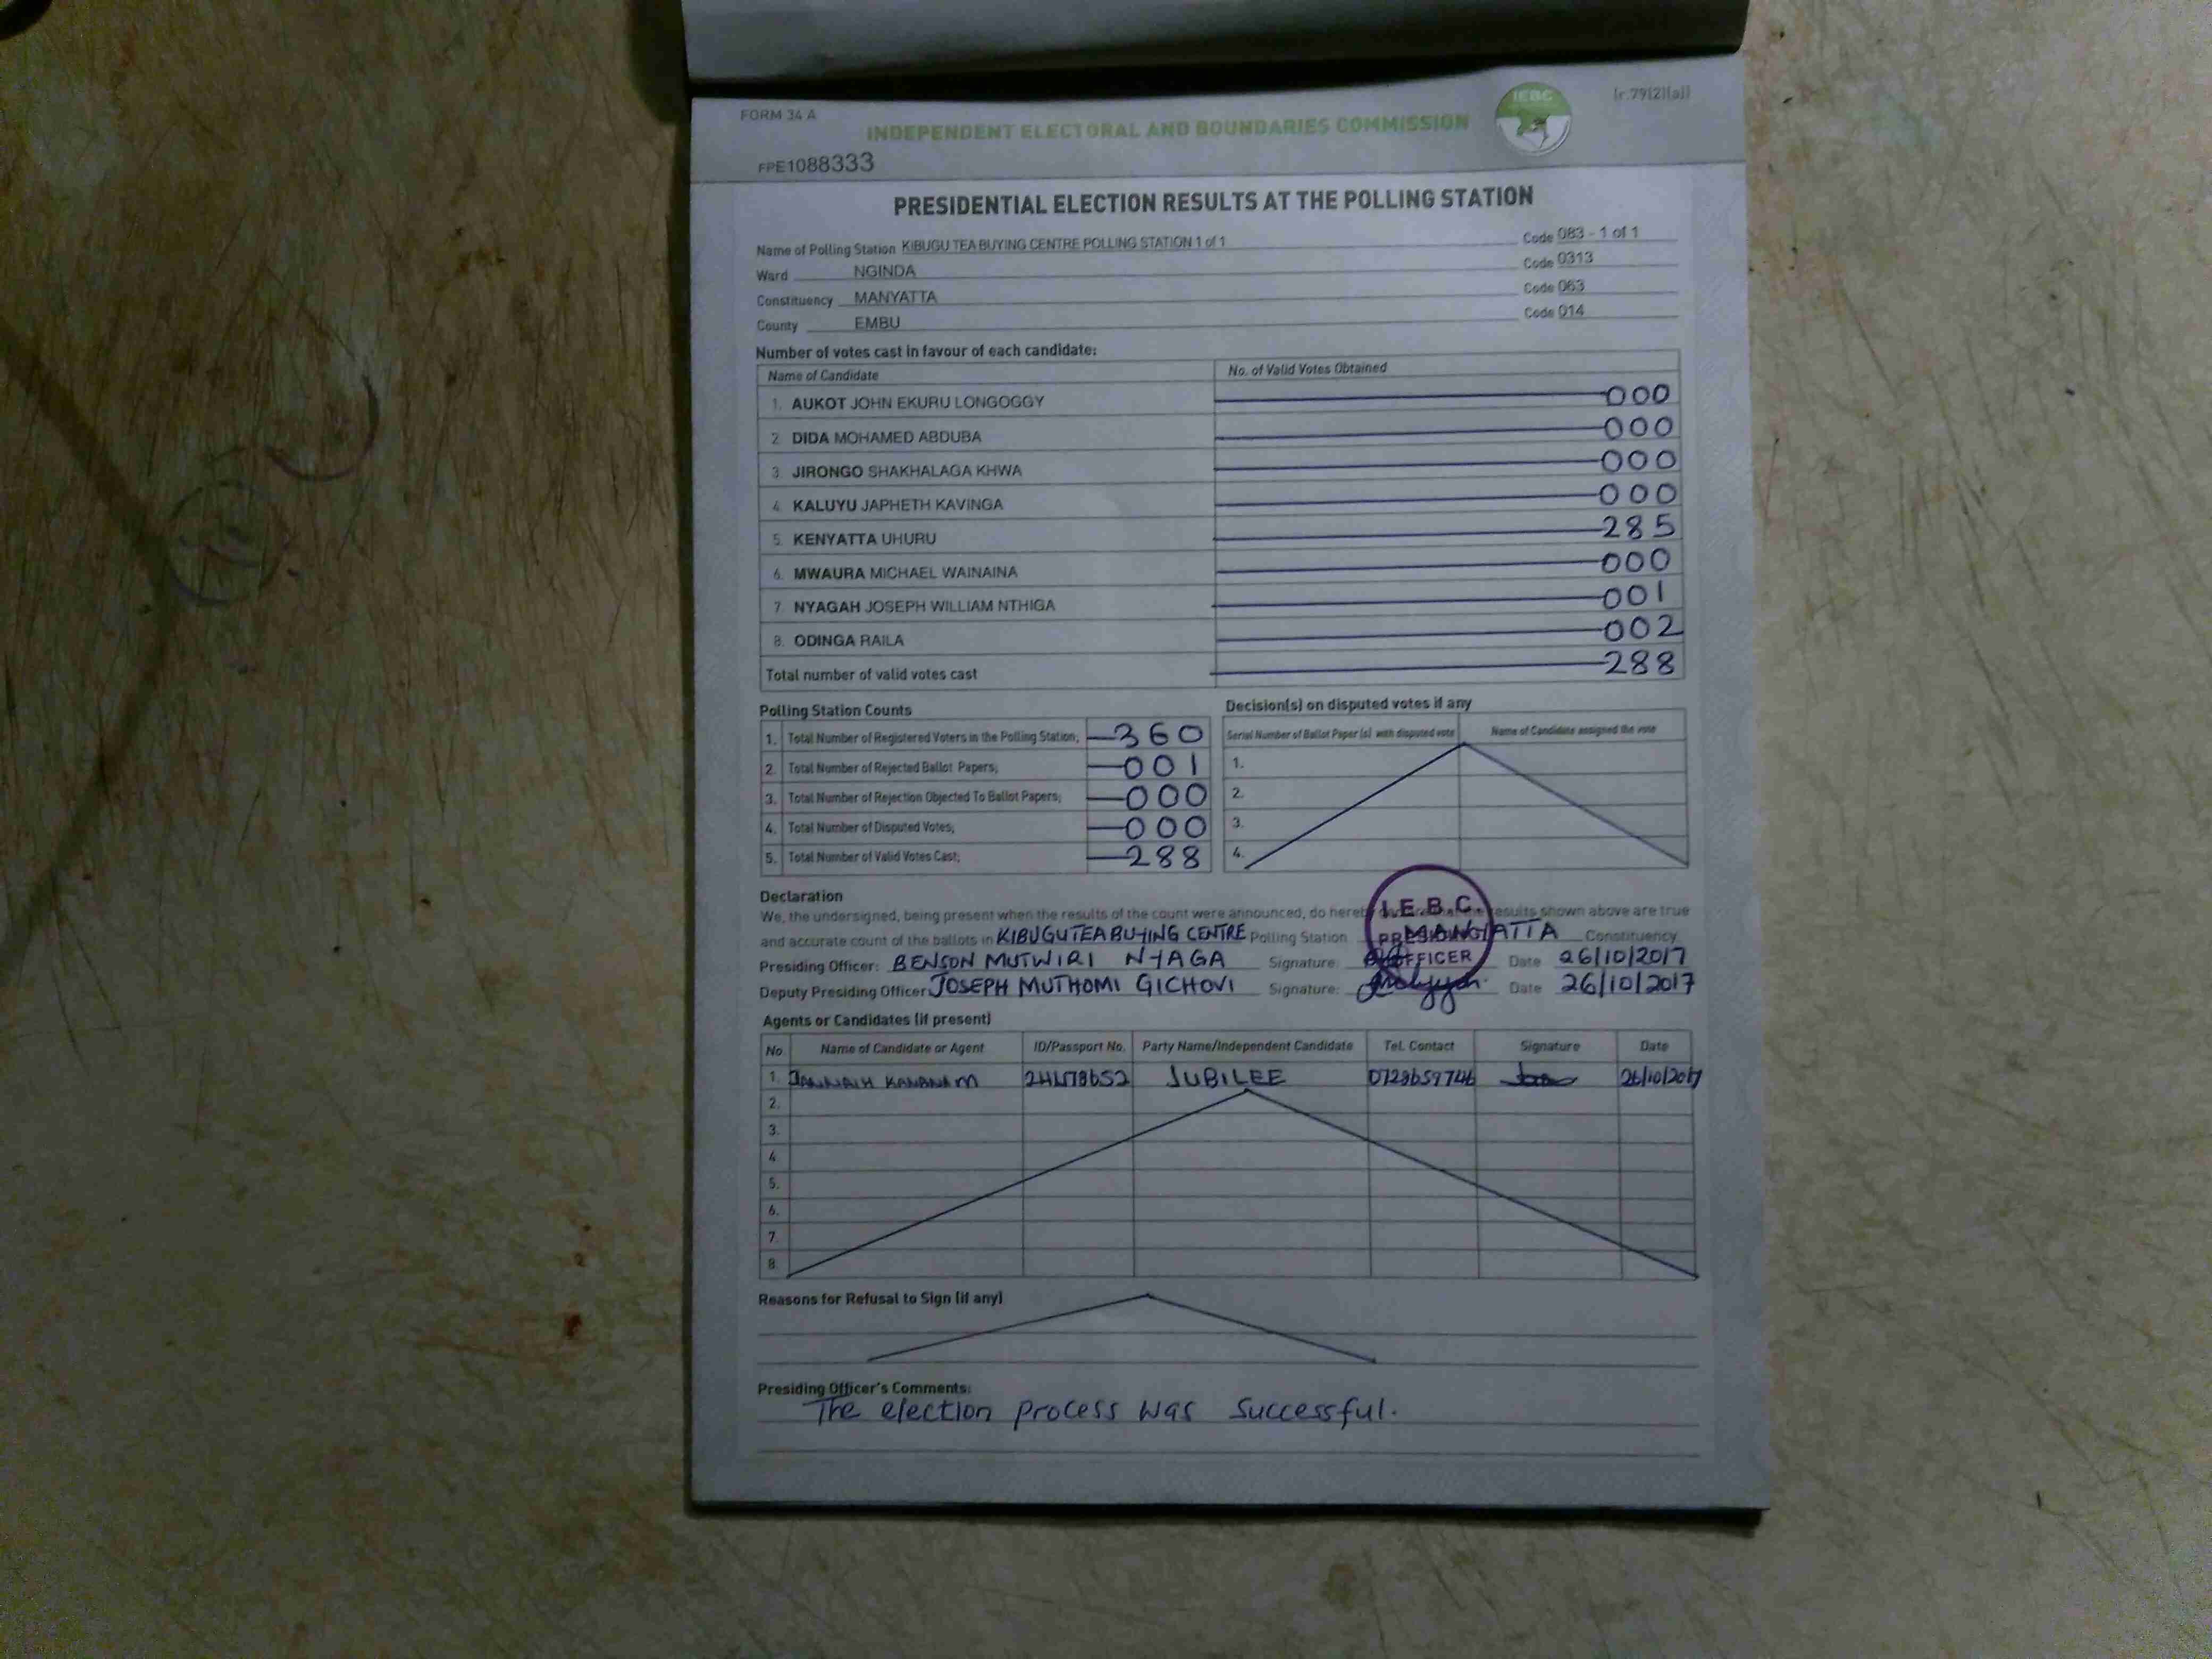 FORM 34 A
[r.79(2)(a)]
IEBC
INDEPENDENT ELECTORAL AND BOUNDARIES COMMISSION
FPE1088333
PRESIDENTIAL ELECTION RESULTS AT THE POLLING STATION
Name of Polling Station KIBUGU TEA BUYING CENTRE POLLING STATION 1 of 1 Code 083 - 1 of 1
Ward NGINDA Code 0313
Constituency MANYATTA Code 063
County EMBU Code 014
Number of votes cast in favour of each candidate:
Name of Candidate No. of Valid Votes Obtained
1. AUKOT JOHN EKURU LONGOGGY 000
2. DIDA MOHAMED ABDUBA 000
3. JIRONGO SHAKHALAGA KHWA 000
4. KALUYU JAPHETH KAVINGA 000
5. KENYATTA UHURU 285
6. MWAURA MICHAEL WAINAINA 000
7. NYAGAH JOSEPH WILLIAM NTHIGA 001
8. ODINGA RAILA 002
Total number of valid votes cast 288
Polling Station Counts
1. Total Number of Registered Voters in the Polling Station; 360
2. Total Number of Rejected Ballot Papers; 001
3. Total Number of Rejection Objected To Ballot Papers; 000
4. Total Number of Disputed Votes; 000
5. Total Number of Valid Votes Cast; 288
Decision(s) on disputed votes if any
Serial Number of Ballot Paper (s) with disputed vote Name of Candidate assigned the vote
1.
2.
3.
4.
Declaration
We, the undersigned, being present when the results of the count were announced, do hereby declare that the results shown above are true
and accurate count of the ballots in KIBUGU TEA BUYING CENTRE Polling Station MANYATTA Constituency
I.E.B.C
PRESIDING
OFFICER
Presiding Officer: BENSON MUTWIRI NYAGA Signature: Date 26/10/2017
Deputy Presiding Officer: JOSEPH MUTHOMI GICHOVI Signature: Date 26/10/2017
Agents or Candidates (if present)
No. Name of Candidate or Agent ID/Passport No. Party Name/Independent Candidate Tel. Contact Signature Date
1. JUBILEE 26/10/2017
2.
3.
4.
5.
6.
7.
8.
Reasons for Refusal to Sign (if any)
Presiding Officer's Comments:
The election process was successful.